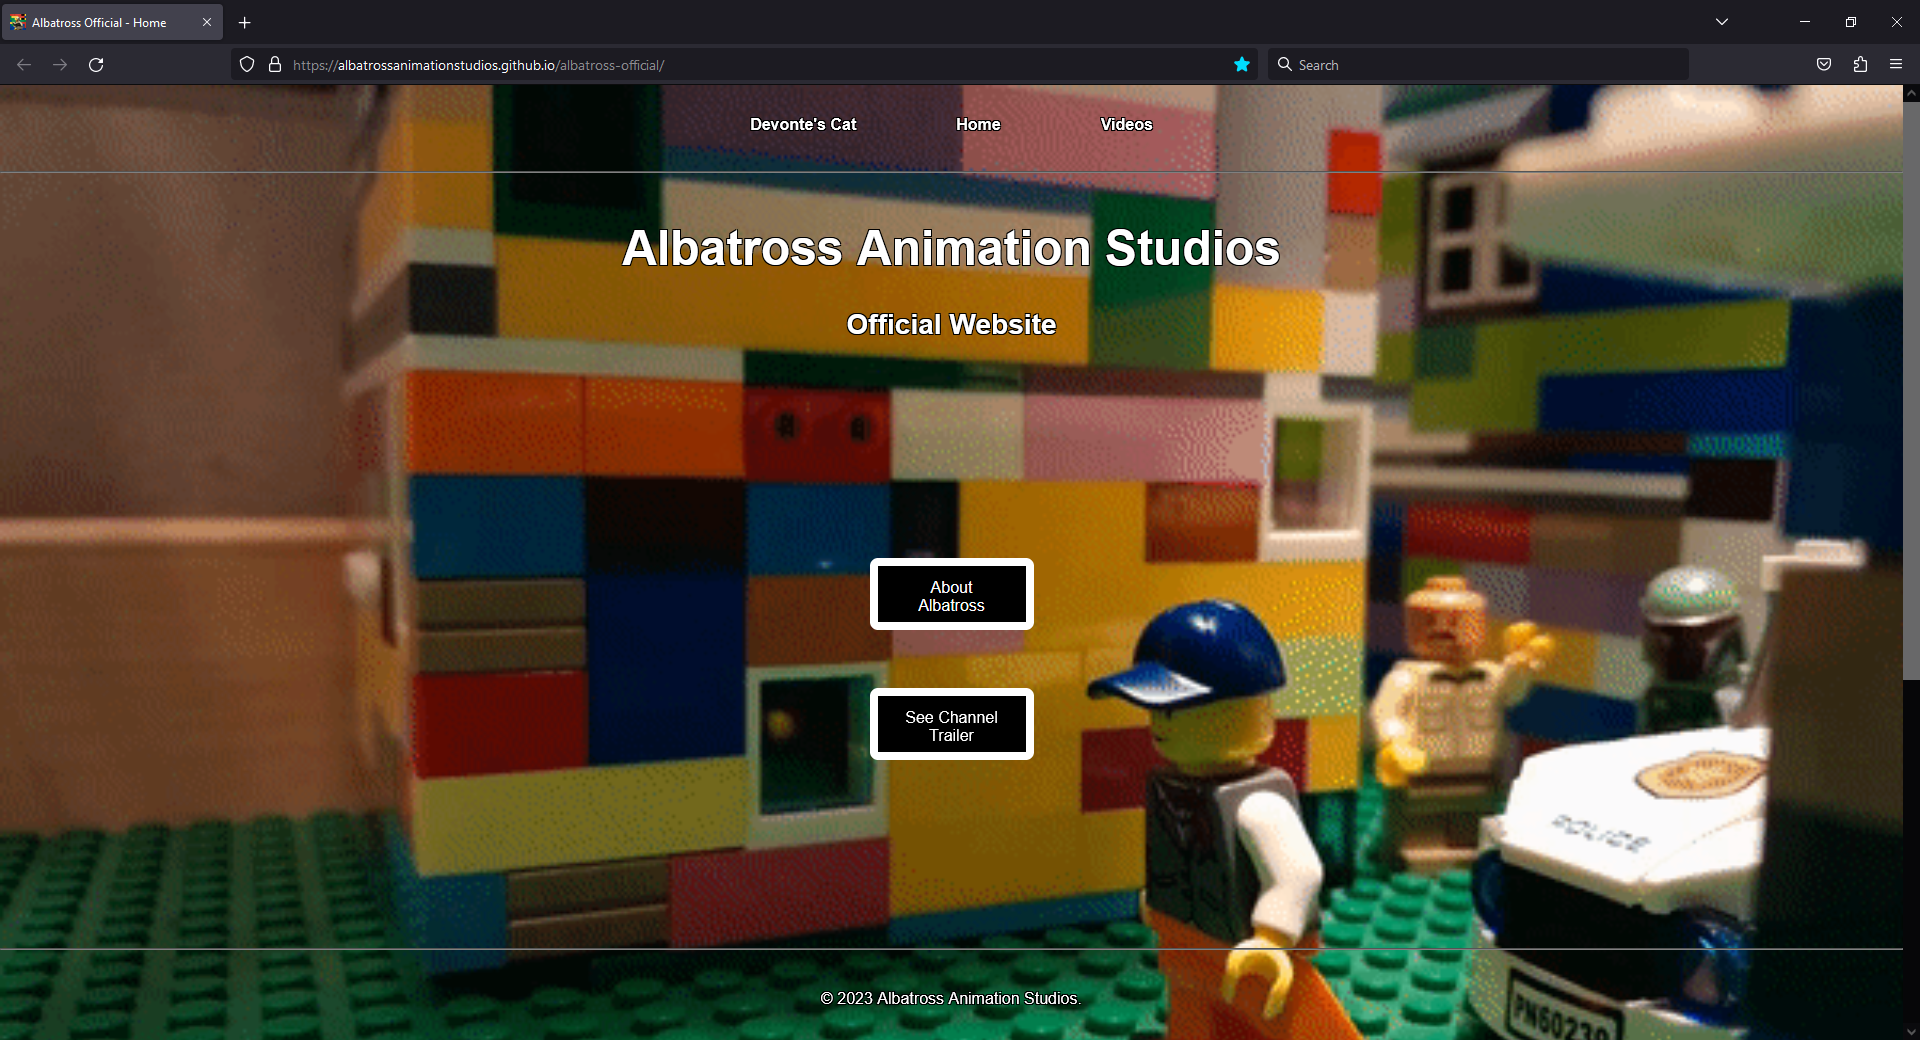 Albatross Official - Home
https://albatrossanimationstudios.github.io/albatross-official/
Search
Devonte's Cat
Home
Videos
Albatross Animation Studios
Official Website
About
Albatross
See Channel
Trailer
POLICE
PN60239
© 2023 Albatross Animation Studios.